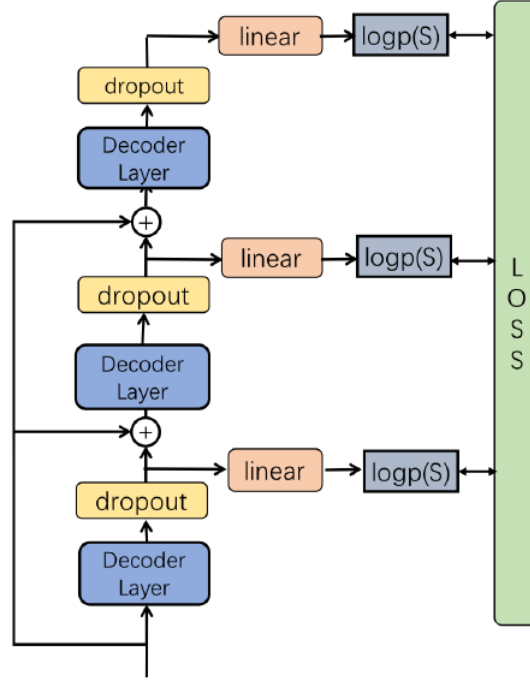 linear
logp(S)
dropout
Decoder
Layer
linear
logp(S)
dropout
Decoder
Layer
linear
logp(S)
dropout
Decoder
Layer
L
O
S
S